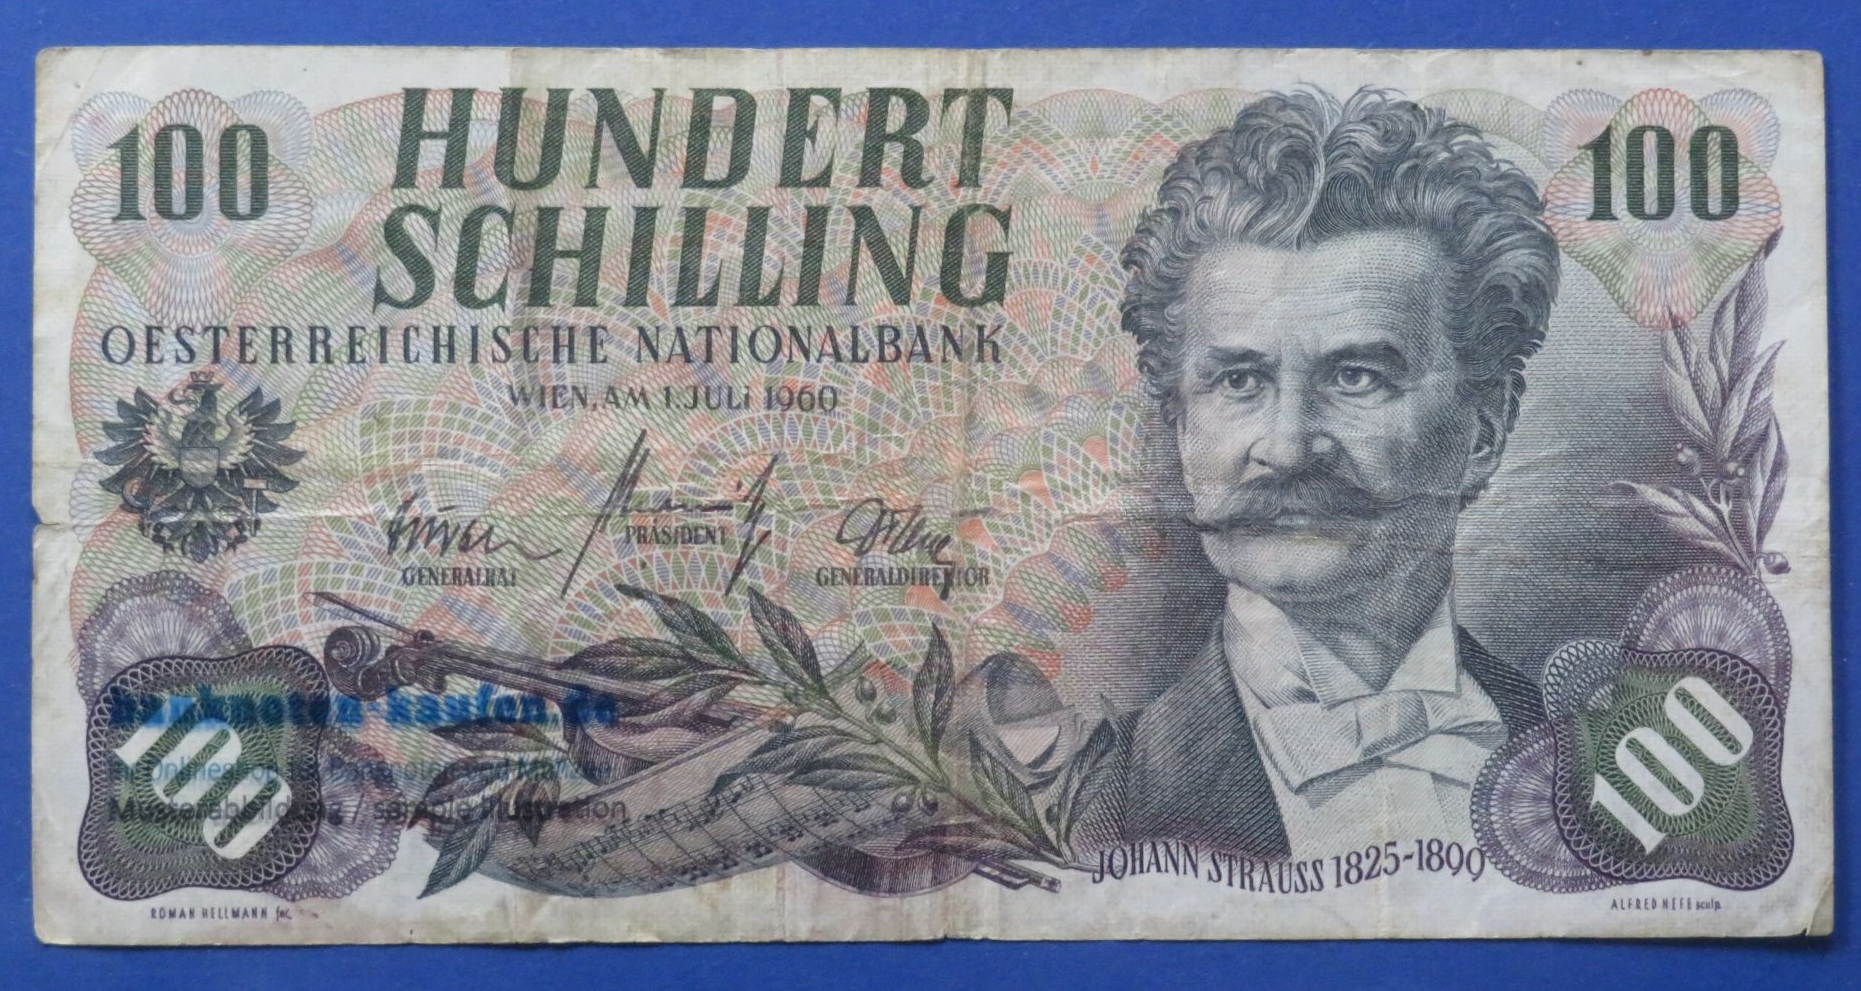 100
HUNDERT
SCHILLING
100
OESTERREICHISCHE NATIONALBANK
WIEN, AM 1. JULI 1960
PRÄSIDENT
GENERALRAT
GENERALDIREKTOR
banknoten-kaufen.de
Musterabbildung / sample illustration
100
100
JOHANN STRAUSS 1825-1899
ROMAN HELLMANN fec.
ALFRED NEFE sculp.